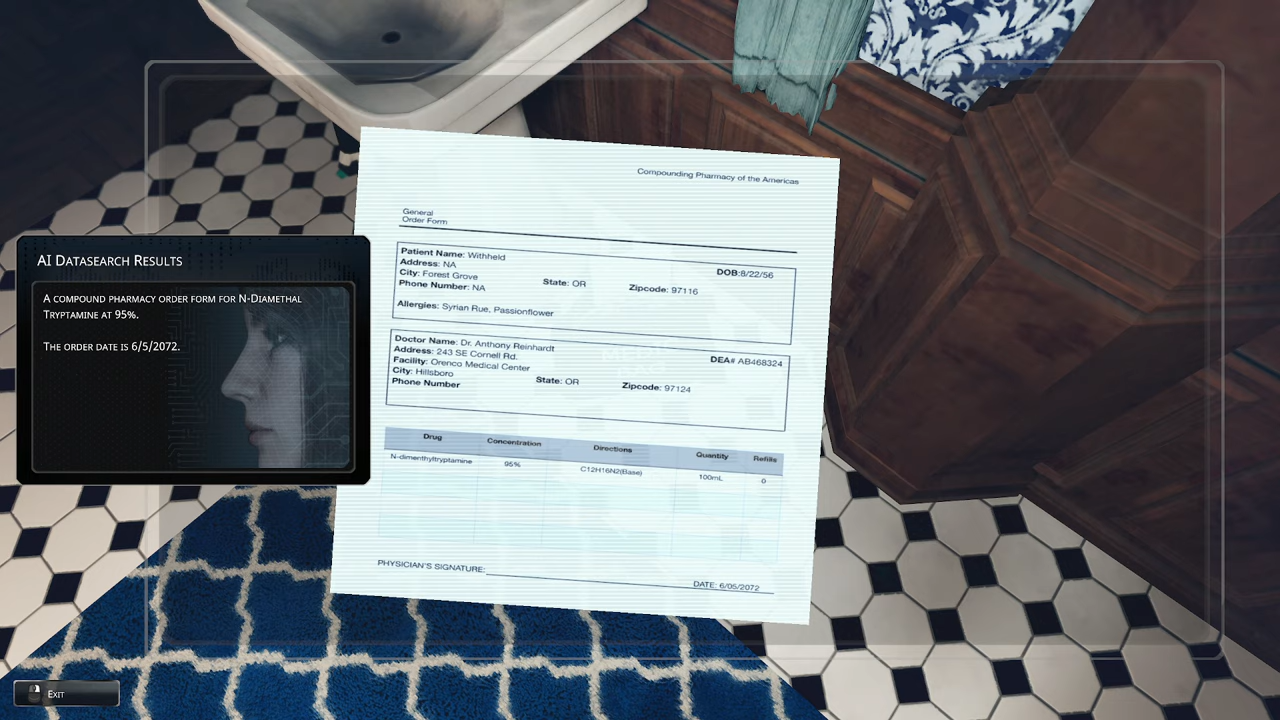 Compounding Pharmacy of the Americas
General
Order Form
Patient Name: Withheld
DOB:8/22/56
Address: NA
City: Forest Grove
State: OR
Zipcode: 97116
Phone Number: NA
Allergies: Syrian Rue, Passionflower
AI Datasearch Results
A compound pharmacy order form for N-Diamethal
Tryptamine at 95%.
The order date is 6/5/2072.
Doctor Name: Dr. Anthony Reinhardt
DEA# AB468324
Address: 243 SE Cornell Rd.
Facility: Orenco Medical Center
City: Hillsboro
State: OR
Zipcode: 97124
Phone Number
Drug Concentration Directions Quantity Refills
N-dimenthyltryptamine 95% C12H16N2(Base) 100mL 0
PHYSICIAN'S SIGNATURE:
DATE: 6/05/2072
Exit